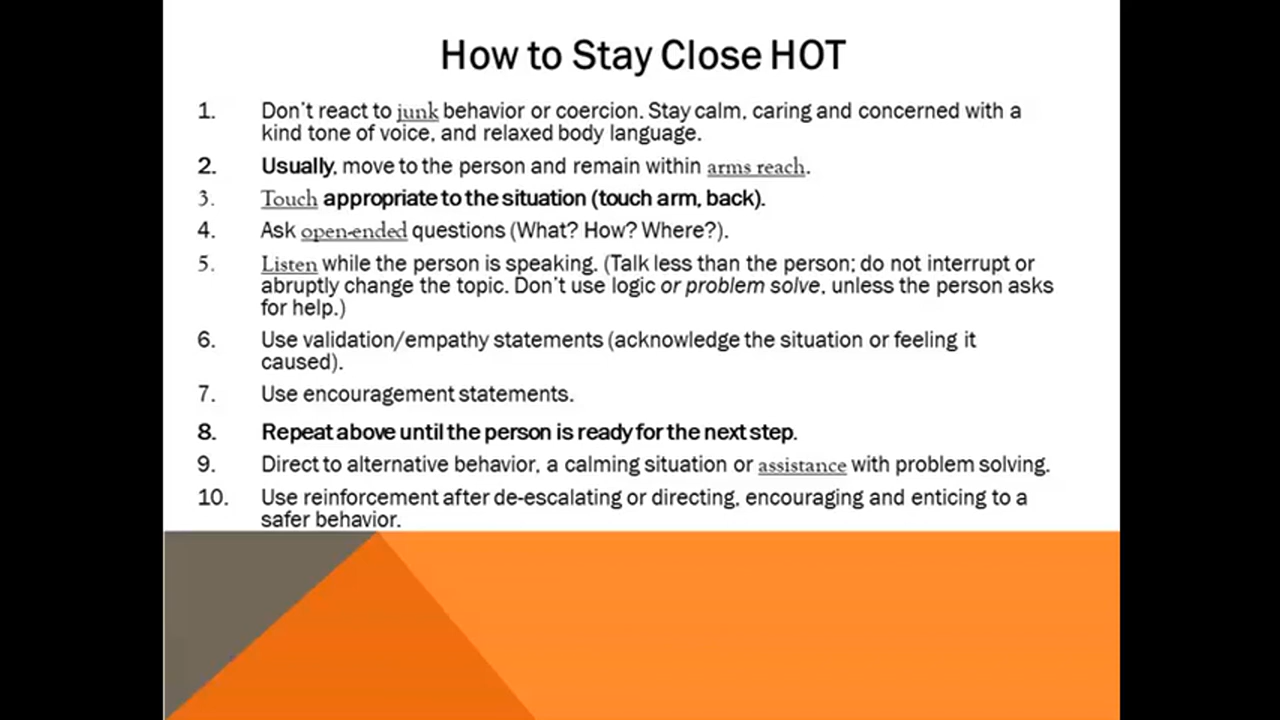 How to Stay Close HOT
1. Don't react to junk behavior or coercion. Stay calm, caring and concerned with a
kind tone of voice, and relaxed body language.
2. Usually, move to the person and remain within arms reach.
3. Touch appropriate to the situation (touch arm, back).
4. Ask open-ended questions (What? How? Where?).
5. Listen while the person is speaking. (Talk less than the person; do not interrupt or
abruptly change the topic. Don't use logic or problem solve, unless the person asks
for help.)
6. Use validation/empathy statements (acknowledge the situation or feeling it
caused).
7. Use encouragement statements.
8. Repeat above until the person is ready for the next step.
9. Direct to alternative behavior, a calming situation or assistance with problem solving.
10. Use reinforcement after de-escalating or directing, encouraging and enticing to a
safer behavior.